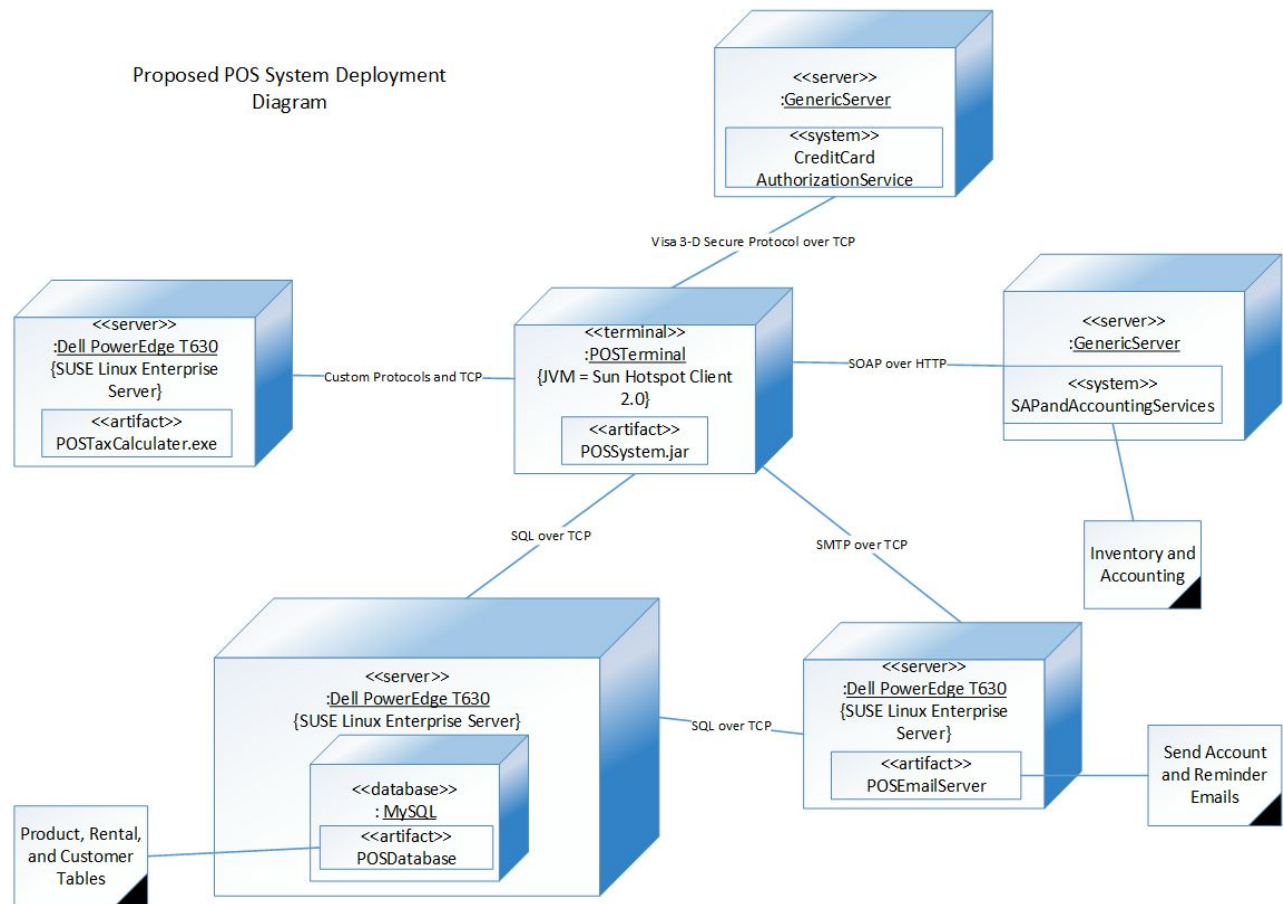 Proposed POS System Deployment
Diagram
<<server>>
:GenericServer
<<system>>
CreditCard
AuthorizationService
Visa 3-D Secure Protocol over TCP
<<server>>
:Dell PowerEdge T630
{SUSE Linux Enterprise
Server}
<<artifact>>
POSTaxCalculater.exe
Custom Protocols and TCP
<<terminal>>
:POSTerminal
{JVM = Sun Hotspot Client
2.0}
<<artifact>>
POSSystem.jar
SOAP over HTTP
<<server>>
:GenericServer
<<system>>
SAPandAccountingServices
Inventory and
Accounting
SQL over TCP
SMTP over TCP
<<server>>
:Dell PowerEdge T630
{SUSE Linux Enterprise Server}
<<database>>
: MySQL
<<artifact>>
POSDatabase
Product, Rental,
and Customer
Tables
SQL over TCP
<<server>>
:Dell PowerEdge T630
{SUSE Linux Enterprise
Server}
<<artifact>>
POSEmailServer
Send Account
and Reminder
Emails